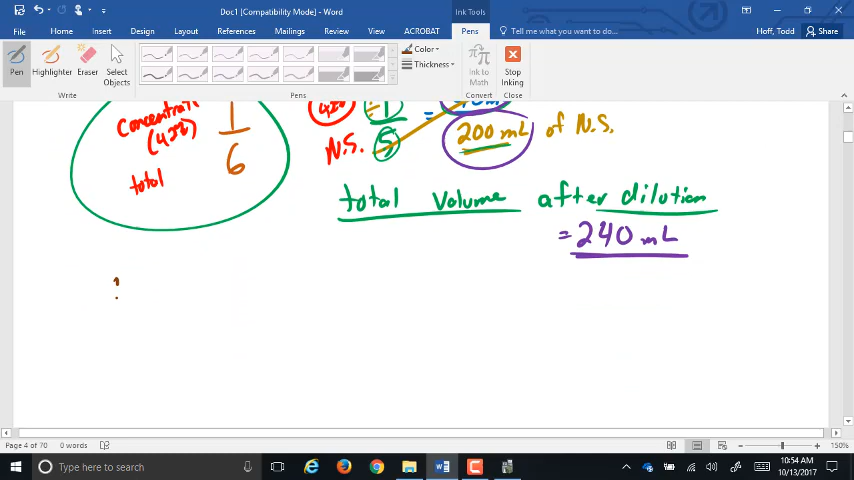 Doc1 [Compatibility Mode] - Word
Ink Tools
File Home Insert Design Layout References Mailings Review View ACROBAT Pens Tell me what you want to do... Hoff, Todd Share
Pen Highlighter Eraser Select Objects
Color
Thickness
Ink to Math
Stop Inking
Write Pens Convert Close
1
=
(43%)
6
total
N.S. 5
200 mL of N.S.
total Volume after dilution
= 240 mL
Page 4 of 70 0 words 150%
Type here to search
10:54 AM
10/13/2017